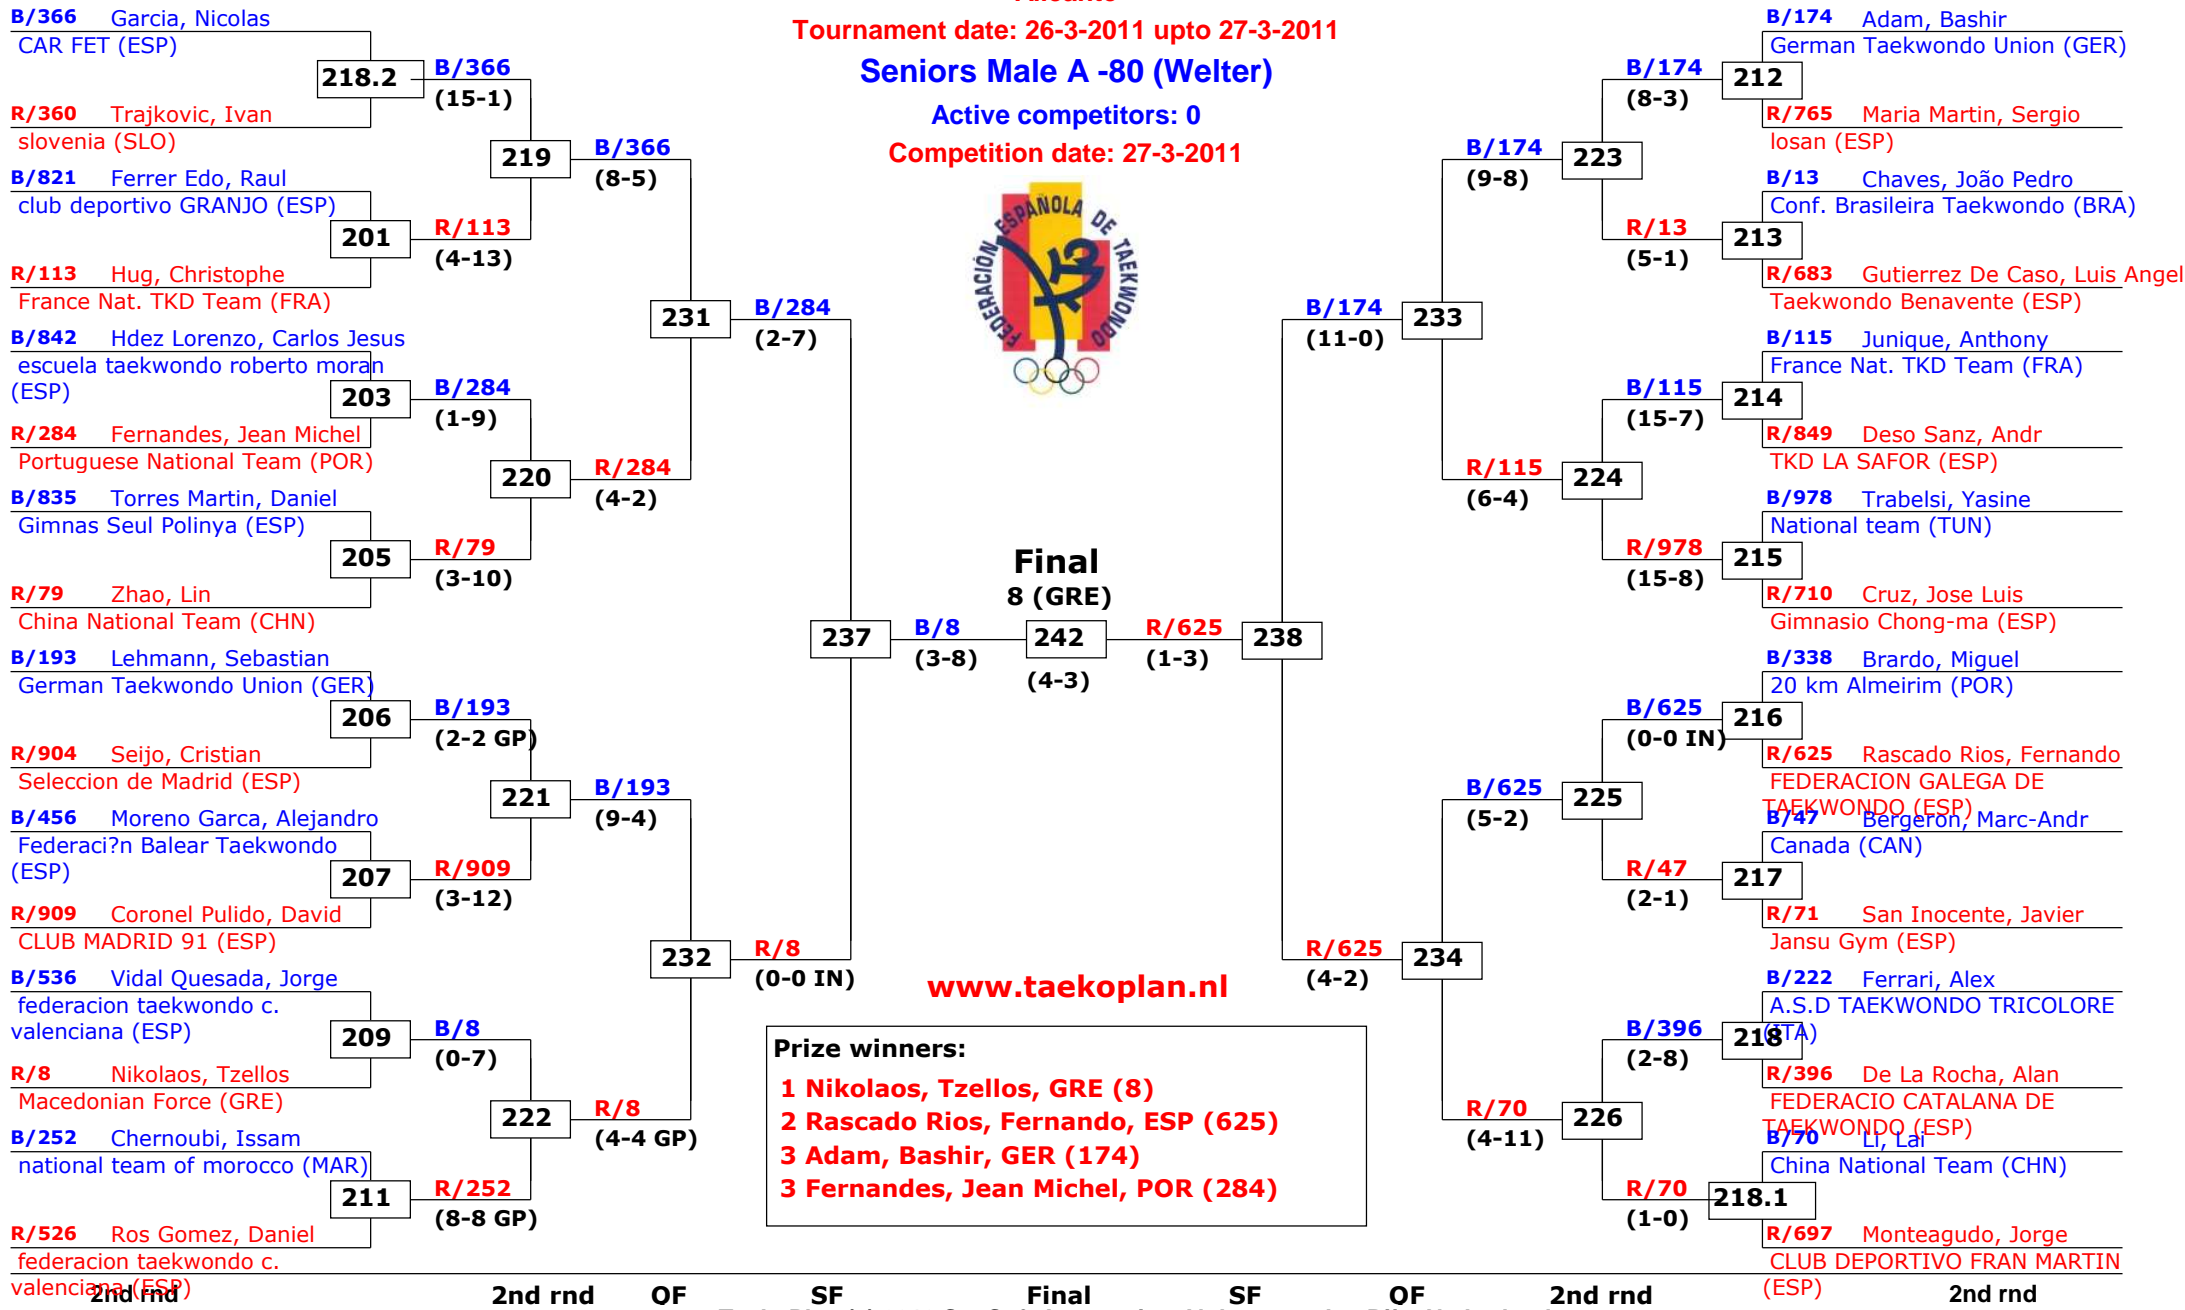 Tournament date: 26-3-2011 upto 27-3-2011
Seniors Male A -80 (Welter)
Active competitors: 0
Competition date: 27-3-2011
FEDERACIÓN ESPAÑOLA DE TAEKWONDO
B/366 Garcia, Nicolas
CAR FET (ESP)
218.2
R/360 Trajkovic, Ivan
slovenia (SLO)
B/821 Ferrer Edo, Raul
club deportivo GRANJO (ESP)
201
R/113 Hug, Christophe
France Nat. TKD Team (FRA)
B/842 Hdez Lorenzo, Carlos Jesus
escuela taekwondo roberto moran
(ESP)
203
R/284 Fernandes, Jean Michel
Portuguese National Team (POR)
B/835 Torres Martin, Daniel
Gimnas Seul Polinya (ESP)
205
R/79 Zhao, Lin
China National Team (CHN)
B/193 Lehmann, Sebastian
German Taekwondo Union (GER)
206
R/904 Seijo, Cristian
Seleccion de Madrid (ESP)
B/456 Moreno Garca, Alejandro
Federaci?n Balear Taekwondo
(ESP)
207
R/909 Coronel Pulido, David
CLUB MADRID 91 (ESP)
B/536 Vidal Quesada, Jorge
federacion taekwondo c.
valenciana (ESP)
209
R/8 Nikolaos, Tzellos
Macedonian Force (GRE)
B/252 Chernoubi, Issam
national team of morocco (MAR)
211
R/526 Ros Gomez, Daniel
federacion taekwondo c.
valenciana (ESP)
B/366
(15-1)
219
R/113
(4-13)
B/284
(1-9)
220
R/79
(3-10)
B/193
(2-2 GP)
221
R/909
(3-12)
B/8
(0-7)
222
R/252
(8-8 GP)
B/366
(8-5)
231
R/284
(4-2)
B/193
(9-4)
232
R/8
(4-4 GP)
B/284
(2-7)
237
R/8
(0-0 IN)
Final
8 (GRE)
B/8
(3-8)
242
(4-3)
R/625
(1-3)
238
B/174
(11-0)
R/625
(4-2)
B/174
(9-8)
233
R/115
(6-4)
B/625
(5-2)
234
R/70
(4-11)
B/174
(8-3)
223
R/13
(5-1)
B/115
(15-7)
224
R/978
(15-8)
B/625
(0-0 IN)
225
R/47
(2-1)
B/396
(2-8)
226
R/70
(1-0)
B/174 Adam, Bashir
German Taekwondo Union (GER)
212
R/765 Maria Martin, Sergio
losan (ESP)
B/13 Chaves, João Pedro
Conf. Brasileira Taekwondo (BRA)
213
R/683 Gutierrez De Caso, Luis Angel
Taekwondo Benavente (ESP)
B/115 Junique, Anthony
France Nat. TKD Team (FRA)
214
R/849 Deso Sanz, Andr
TKD LA SAFOR (ESP)
B/978 Trabelsi, Yasine
National team (TUN)
215
R/710 Cruz, Jose Luis
Gimnasio Chong-ma (ESP)
B/338 Brardo, Miguel
20 km Almeirim (POR)
216
R/625 Rascado Rios, Fernando
FEDERACION GALEGA DE
TAEKWONDO (ESP)
B/47 Bergeron, Marc-Andr
Canada (CAN)
217
R/71 San Inocente, Javier
Jansu Gym (ESP)
B/222 Ferrari, Alex
A.S.D TAEKWONDO TRICOLORE
(ITA)
218
R/396 De La Rocha, Alan
FEDERACIO CATALANA DE
TAEKWONDO (ESP)
B/70 Li, Lai
China National Team (CHN)
218.1
R/697 Monteagudo, Jorge
CLUB DEPORTIVO FRAN MARTIN
(ESP)
www.taekoplan.nl
Prize winners:
1 Nikolaos, Tzellos, GRE (8)
2 Rascado Rios, Fernando, ESP (625)
3 Adam, Bashir, GER (174)
3 Fernandes, Jean Michel, POR (284)
2nd rnd 2nd rnd QF SF Final SF QF 2nd rnd 2nd rnd